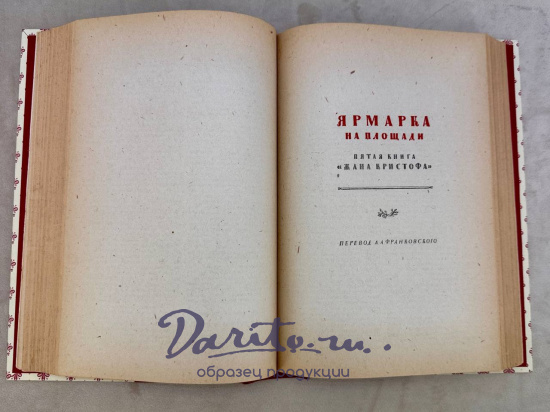 ЯРМАРКА
НА ПЛОЩАДИ
ПЯТАЯ КНИГА
«ЖАНА КРИСТОФА»
ПЕРЕВОД А.А.ФРАНКОВСКОГО
Darito.ru.
образец продукции